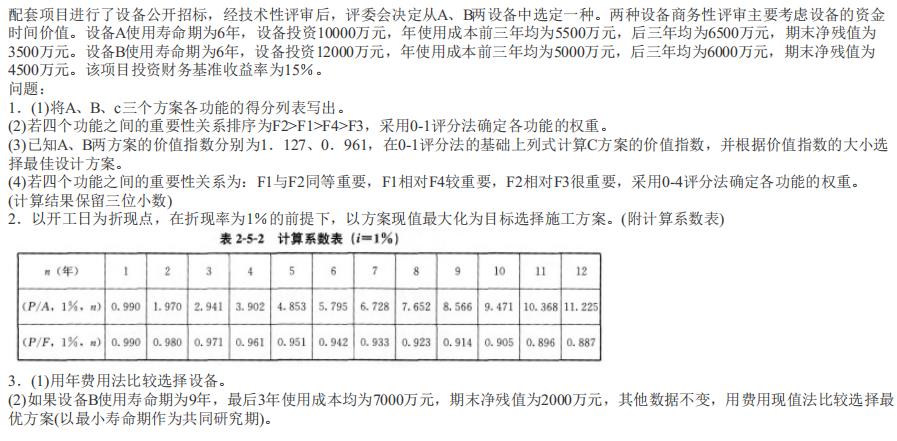 配套项目进行了设备公开招标，经技术性评审后，评委会决定从A、B两设备中选定一种。两种设备商务性评审主要考虑设备的资金
时间价值。设备A使用寿命期为6年，设备投资10000万元，年使用成本前三年均为5500万元，后三年均为6500万元，期末净残值为
3500万元。设备B使用寿命期为6年，设备投资12000万元，年使用成本前三年均为5000万元，后三年均为6000万元，期末净残值为
4500万元。该项目投资财务基准收益率为15%。
问题：
1．(1)将A、B、c三个方案各功能的得分列表写出。
(2)若四个功能之间的重要性关系排序为F2>F1>F4>F3，采用0-1评分法确定各功能的权重。
(3)已知A、B两方案的价值指数分别为1．127、0．961，在0-1评分法的基础上列式计算C方案的价值指数，并根据价值指数的大小选
择最佳设计方案。
(4)若四个功能之间的重要性关系为：F1与F2同等重要，F1相对F4较重要，F2相对F3很重要，采用0-4评分法确定各功能的权重。
(计算结果保留三位小数)
2．以开工日为折现点，在折现率为1%的前提下，以方案现值最大化为目标选择施工方案。(附计算系数表)
表 2-5-2 计算系数表 (i=1%)
n (年) 1 2 3 4 5 6 7 8 9 10 11 12
(P/A, 1%, n) 0.990 1.970 2.941 3.902 4.853 5.795 6.728 7.652 8.566 9.471 10.368 11.225
(P/F, 1%, n) 0.990 0.980 0.971 0.961 0.951 0.942 0.933 0.923 0.914 0.905 0.896 0.887
3．(1)用年费用法比较选择设备。
(2)如果设备B使用寿命期为9年，最后3年使用成本均为7000万元，期末净残值为2000万元，其他数据不变，用费用现值法比较选择最
优方案(以最小寿命期作为共同研究期)。